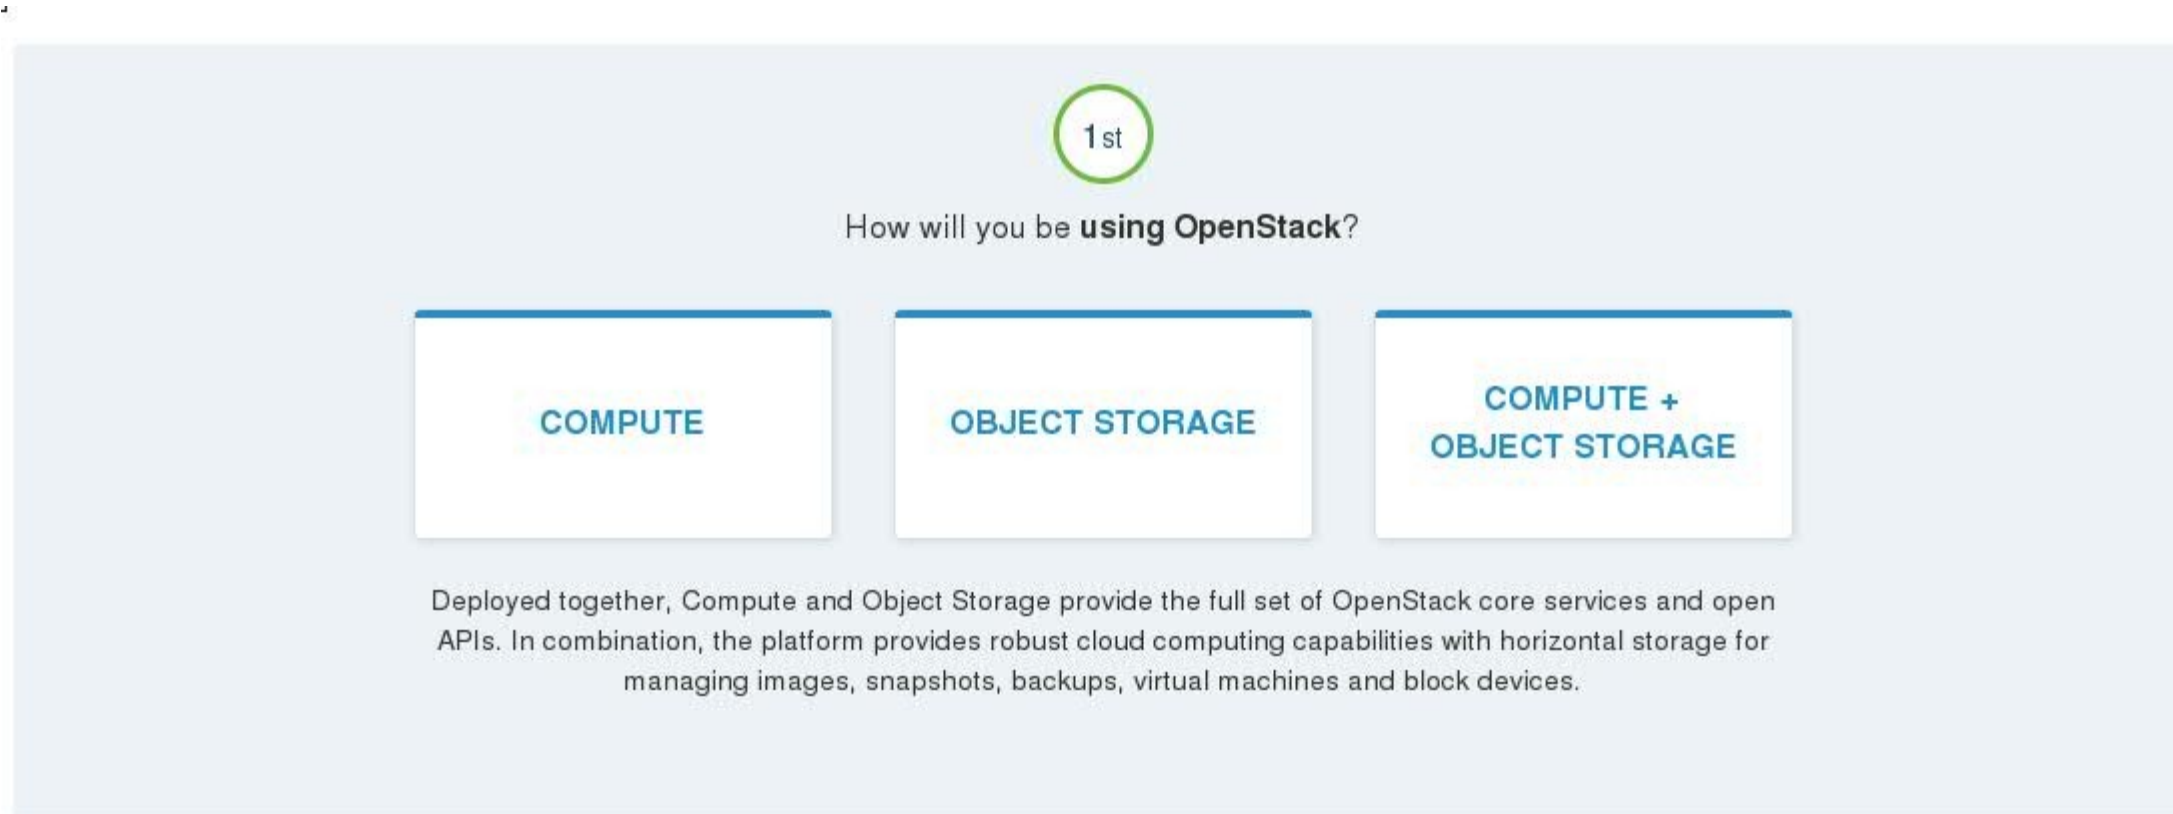 1st
How will you be using OpenStack?
COMPUTE
OBJECT STORAGE
COMPUTE +
OBJECT STORAGE
Deployed together, Compute and Object Storage provide the full set of OpenStack core services and open
APIs. In combination, the platform provides robust cloud computing capabilities with horizontal storage for
managing images, snapshots, backups, virtual machines and block devices.